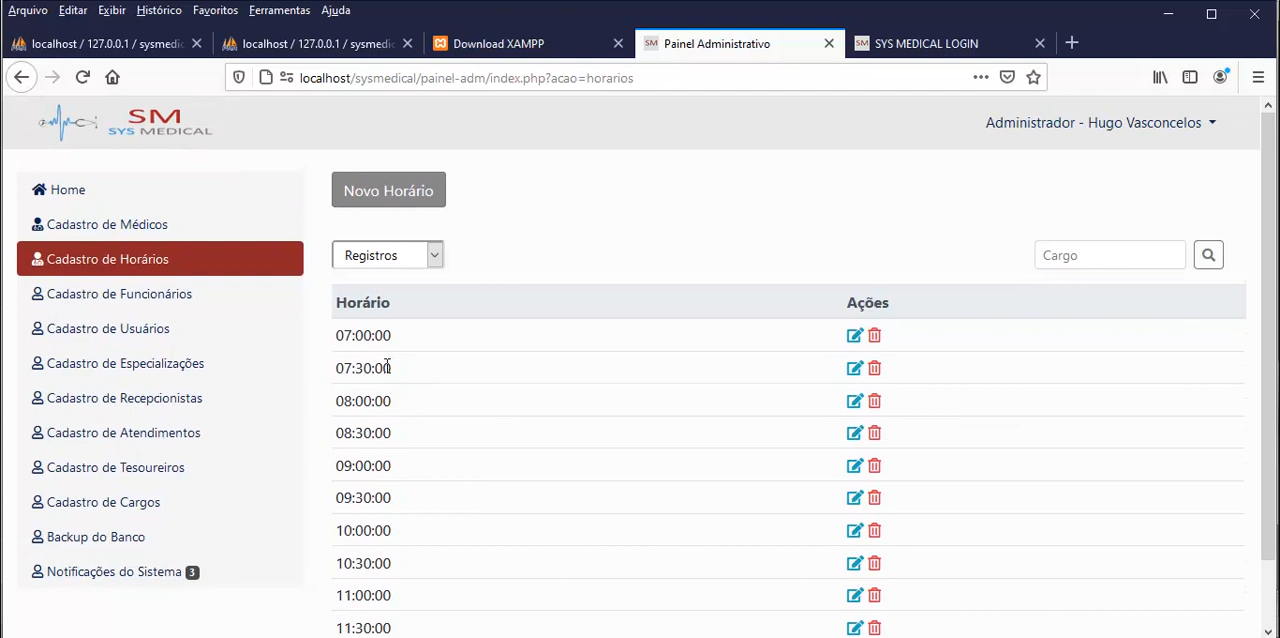 Arquivo Editar Exibir Histórico Favoritos Ferramentas Ajuda
localhost / 127.0.0.1 / sysmedic
localhost / 127.0.0.1 / sysmedic
Download XAMPP
SM Painel Administrativo
SM SYS MEDICAL LOGIN
localhost/sysmedical/painel-adm/index.php?acao=horarios
SM
SYS MEDICAL
Administrador - Hugo Vasconcelos
Home
Cadastro de Médicos
Cadastro de Horários
Cadastro de Funcionários
Cadastro de Usuários
Cadastro de Especializações
Cadastro de Recepcionistas
Cadastro de Atendimentos
Cadastro de Tesoureiros
Cadastro de Cargos
Backup do Banco
Notificações do Sistema 3
Novo Horário
Registros
Cargo
Horário Ações
07:00:00
07:30:00
08:00:00
08:30:00
09:00:00
09:30:00
10:00:00
10:30:00
11:00:00
11:30:00